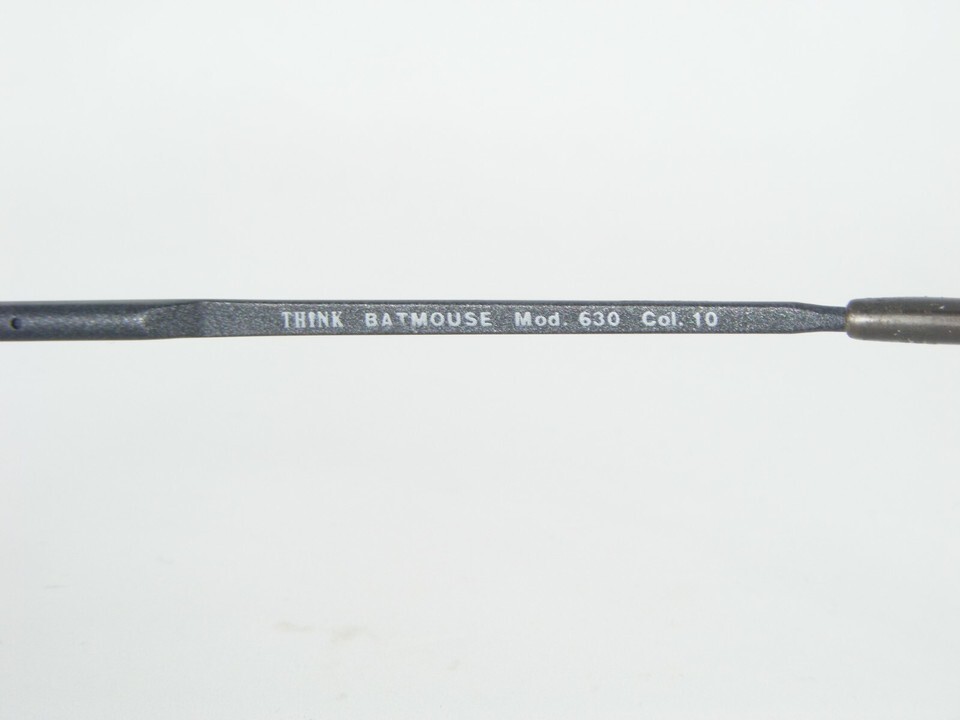 THINK BATMOUSE Mod. 630 Col. 10